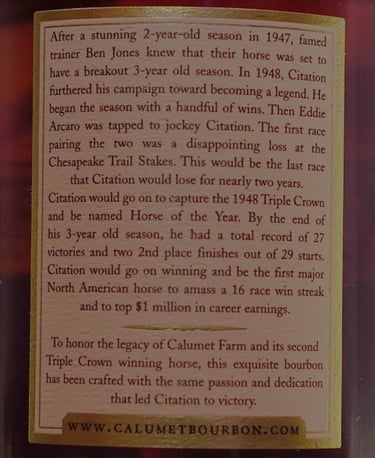 After a stunning 2-year-old season in 1947, famed
trainer Ben Jones knew that their horse was set to
have a breakout 3-year old season. In 1948, Citation
furthered his campaign toward becoming a legend. He
began the season with a handful of wins. Then Eddie
Arcaro was tapped to jockey Citation. The first race
pairing the two was a disappointing loss at the
Chesapeake Trail Stakes. This would be the last race
that Citation would lose for nearly two years.
Citation would go on to capture the 1948 Triple Crown
and be named Horse of the Year. By the end of
his 3-year old season, he had a total record of 27
victories and two 2nd place finishes out of 29 starts.
Citation would go on winning and be the first major
North American horse to amass a 16 race win streak
and to top $1 million in career earnings.
To honor the legacy of Calumet Farm and its second
Triple Crown winning horse, this exquisite bourbon
has been crafted with the same passion and dedication
that led Citation to victory.
WWW.CALUMETBOURBON.COM